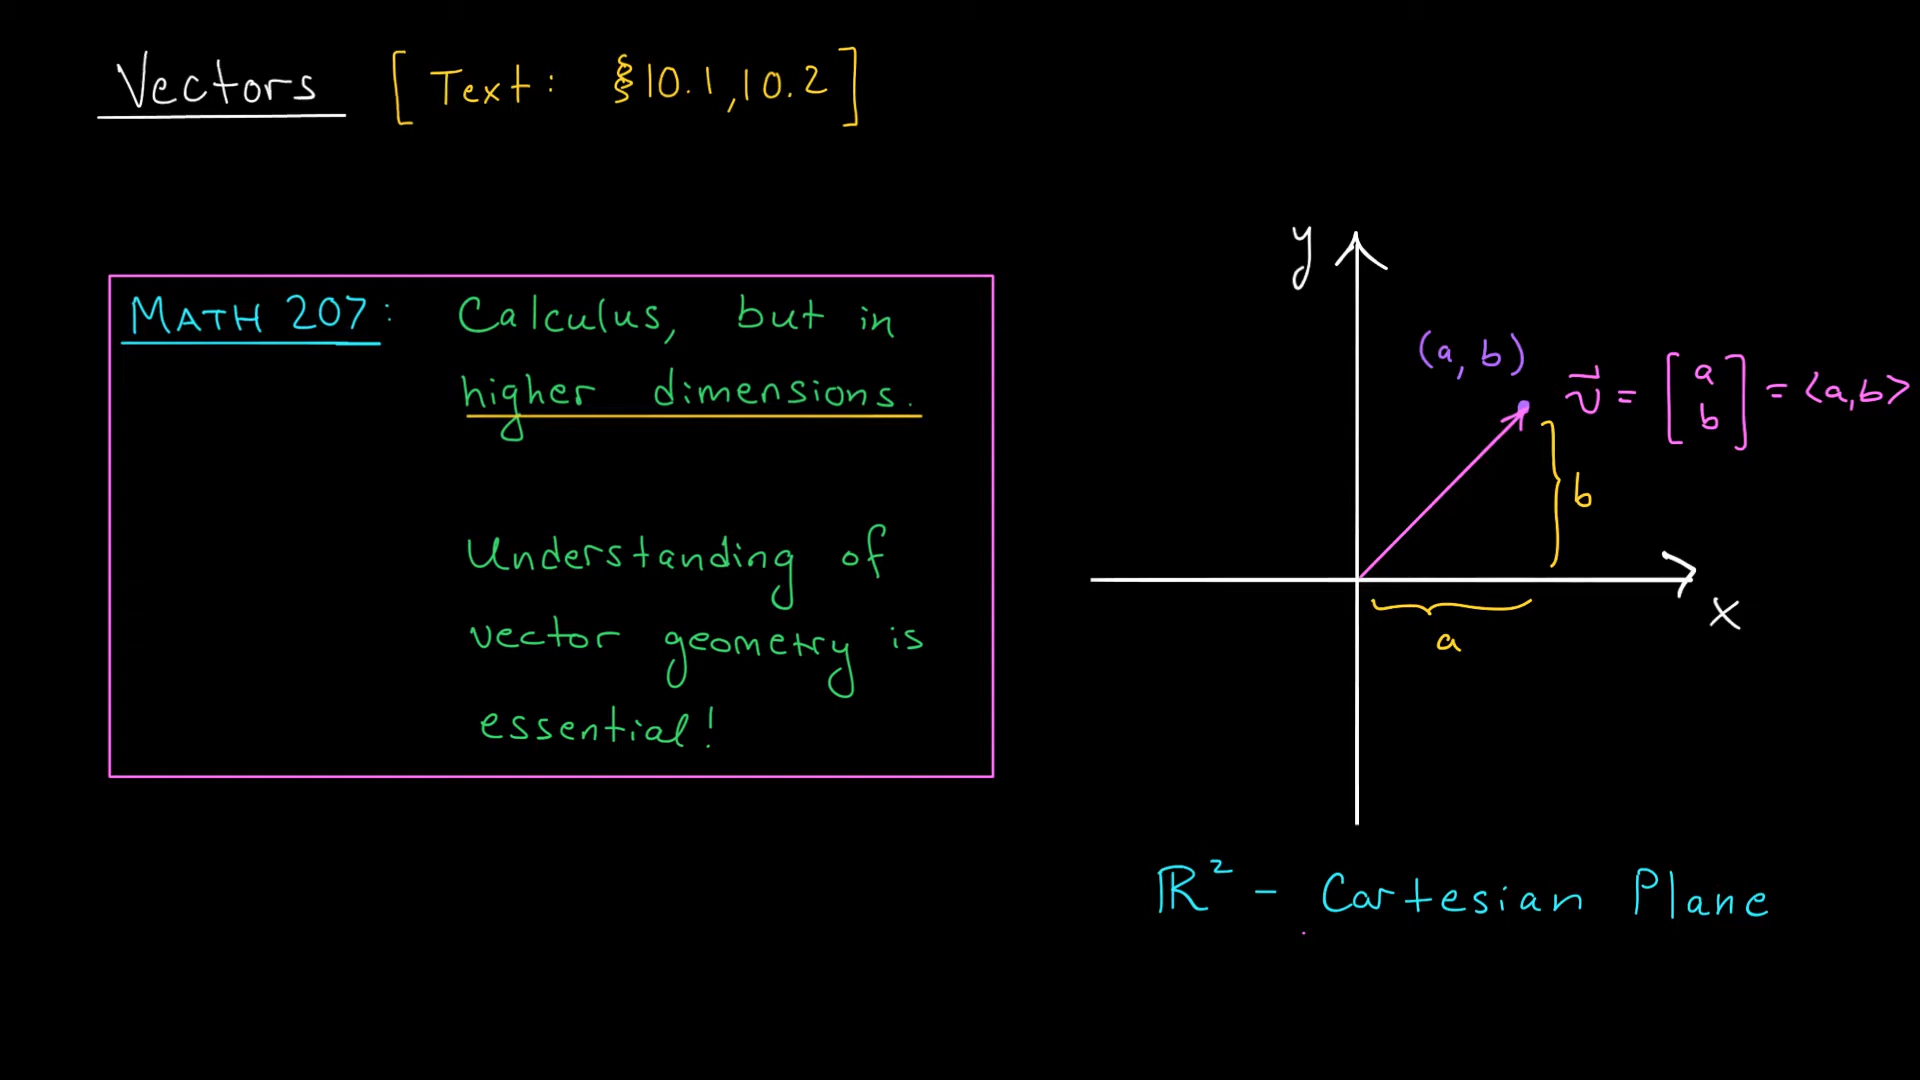 Vectors [Text: §10.1, 10.2]
MATH 207: Calculus, but in
higher dimensions.
Understanding of
vector geometry is
essential!
y
(a, b)
v⃗ = [a b] = <a,b>
b
x
a
ℝ² - Cartesian Plane